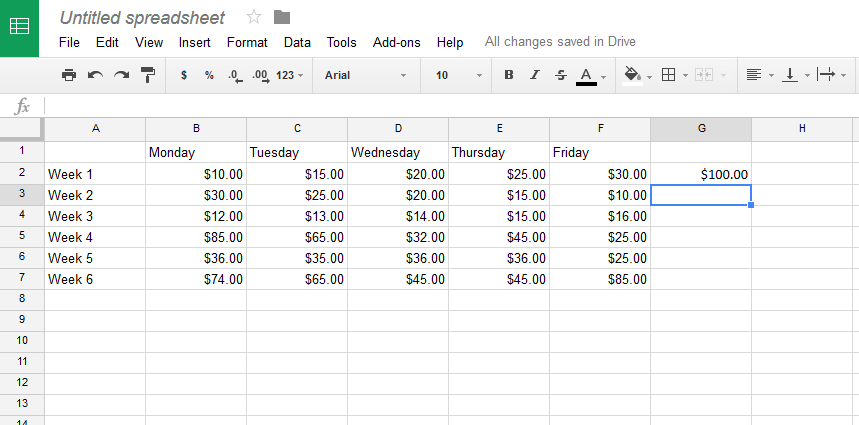 Untitled spreadsheet
File Edit View Insert Format Data Tools Add-ons Help All changes saved in Drive
$ % .0 .00 123 Arial 10 B I S A
fx
A B C D E F G H
1 Monday Tuesday Wednesday Thursday Friday
2 Week 1 $10.00 $15.00 $20.00 $25.00 $30.00 $100.00
3 Week 2 $30.00 $25.00 $20.00 $15.00 $10.00
4 Week 3 $12.00 $13.00 $14.00 $15.00 $16.00
5 Week 4 $85.00 $65.00 $32.00 $45.00 $25.00
6 Week 5 $36.00 $35.00 $36.00 $36.00 $25.00
7 Week 6 $74.00 $65.00 $45.00 $45.00 $85.00
8
9
10
11
12
13
14